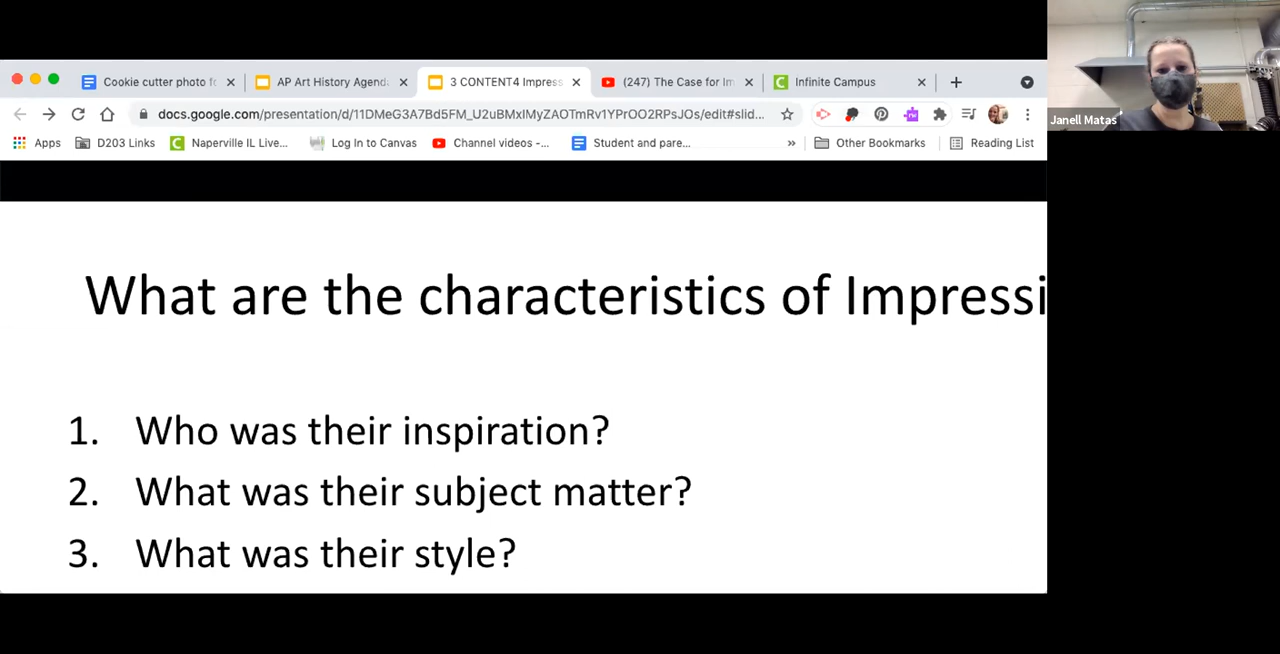 Cookie cutter photo fo
AP Art History Agenda
3 CONTENT4 Impress
(247) The Case for Im
Infinite Campus
docs.google.com/presentation/d/11DMeG3A7Bd5FM_U2uBMxIMyZAOTmRv1YPrOO2RPsJOs/edit#slid...
Apps
D203 Links
Naperville IL Live...
Log In to Canvas
Channel videos -...
Student and pare...
»
Other Bookmarks
Reading List
Janell Matas
What are the characteristics of Impressi
1. Who was their inspiration?
2. What was their subject matter?
3. What was their style?